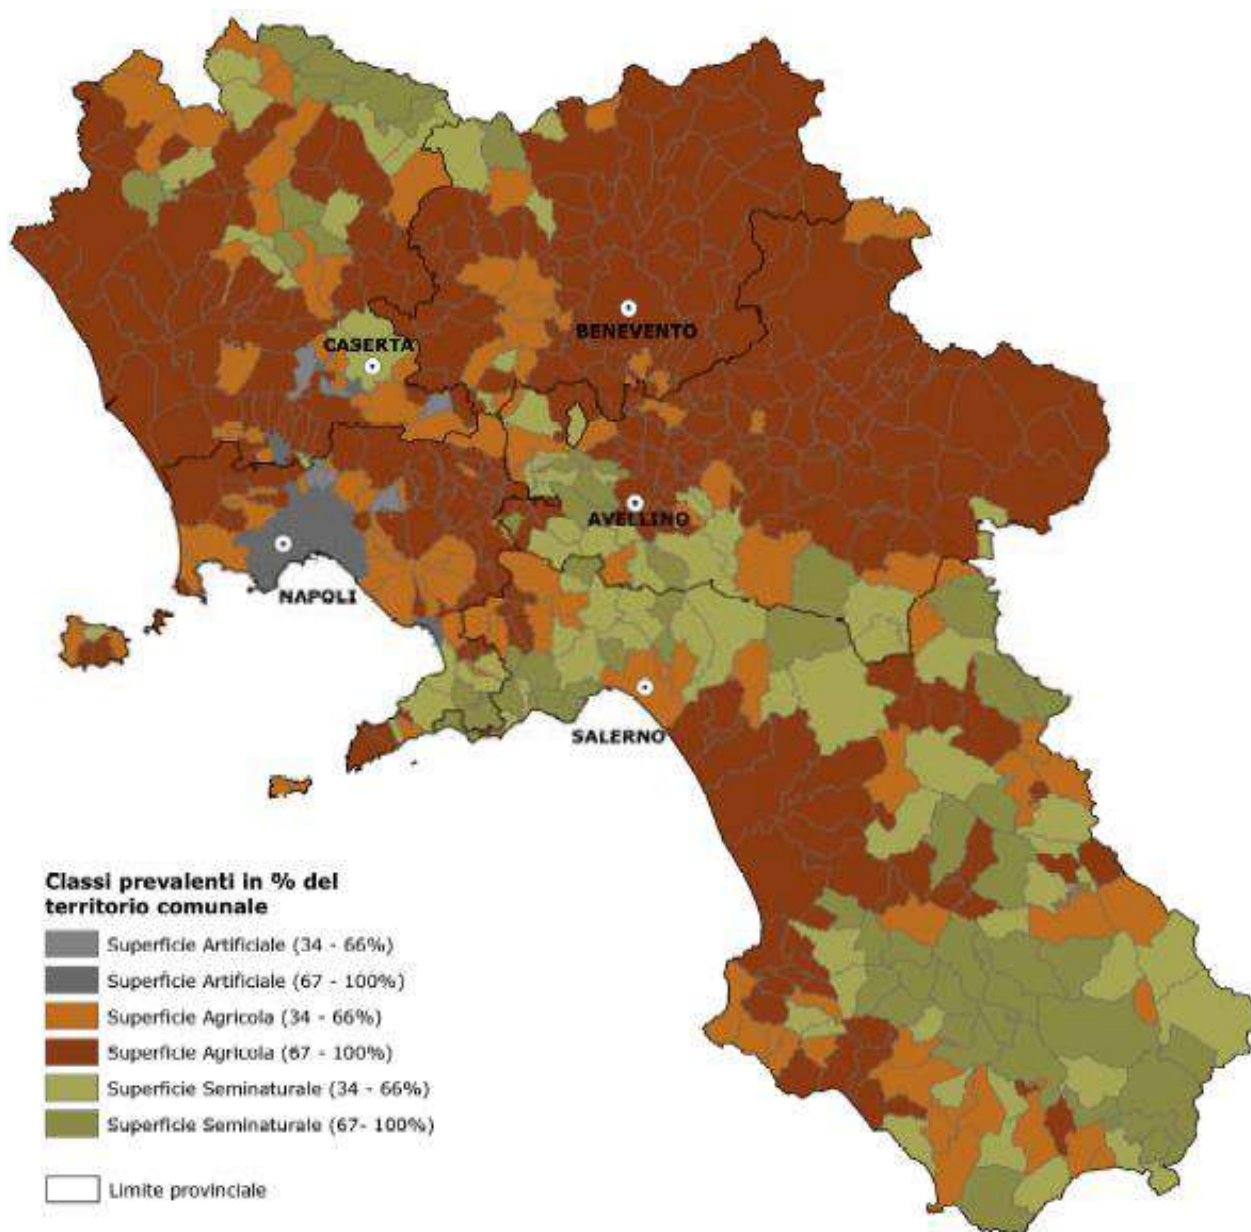 CASERTA
BENEVENTO
AVELLINO
NAPOLI
SALERNO
Classi prevalenti in % del
territorio comunale
Superficie Artificiale (34 - 66%)
Superficie Artificiale (67 - 100%)
Superficie Agricola (34 - 66%)
Superficie Agricola (67 - 100%)
Superficie Seminaturale (34 - 66%)
Superficie Seminaturale (67- 100%)
Limite provinciale